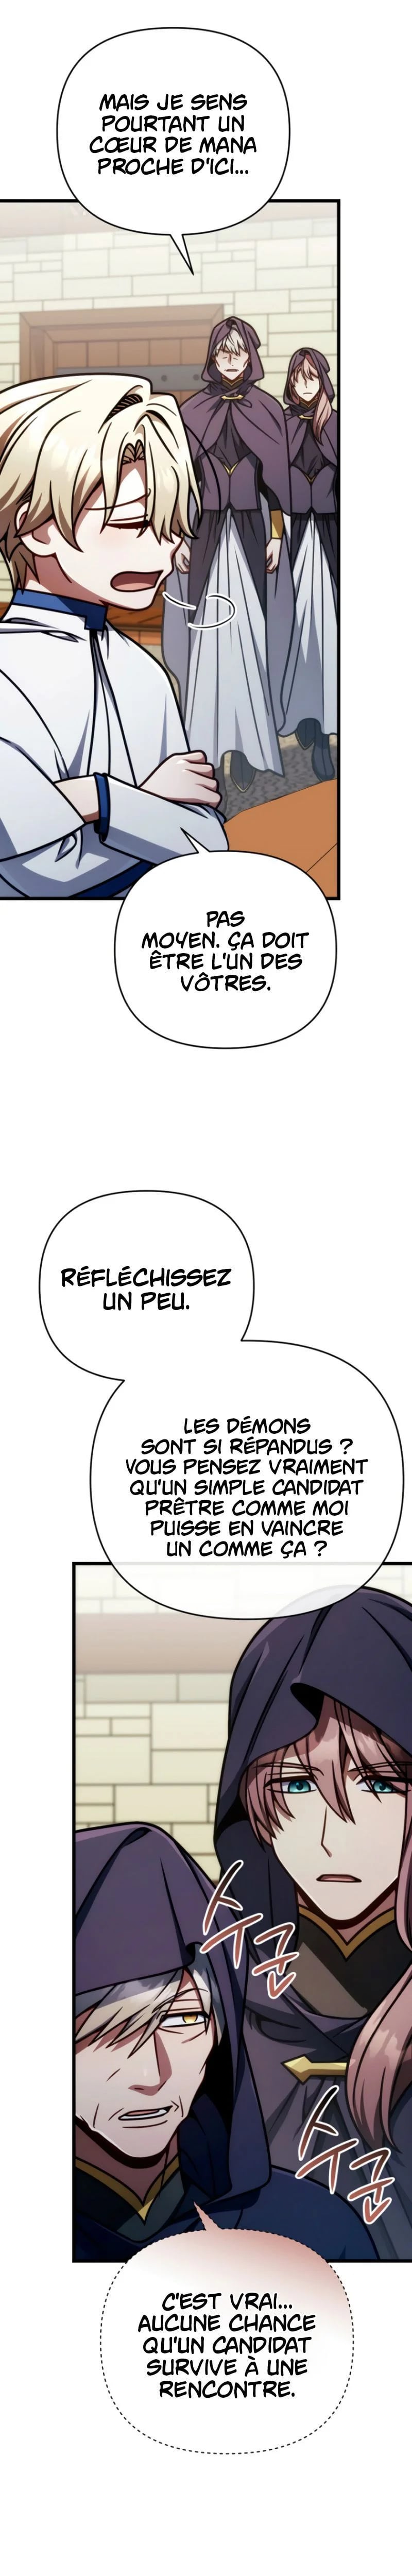 MAIS JE SENS
POURTANT UN
CŒUR DE MANA
PROCHE D'ICI...
PAS
MOYEN. ÇA DOIT
ÊTRE L'UN DES
VÔTRES.
RÉFLÉCHISSEZ
UN PEU.
LES DÉMONS
SONT SI RÉPANDUS ?
VOUS PENSEZ VRAIMENT
QU'UN SIMPLE CANDIDAT
PRÊTRE COMME MOI
PUISSE EN VAINCRE
UN COMME ÇA ?
수군
수군
C'EST VRAI...
AUCUNE CHANCE
QU'UN CANDIDAT
SURVIVE À UNE
RENCONTRE.